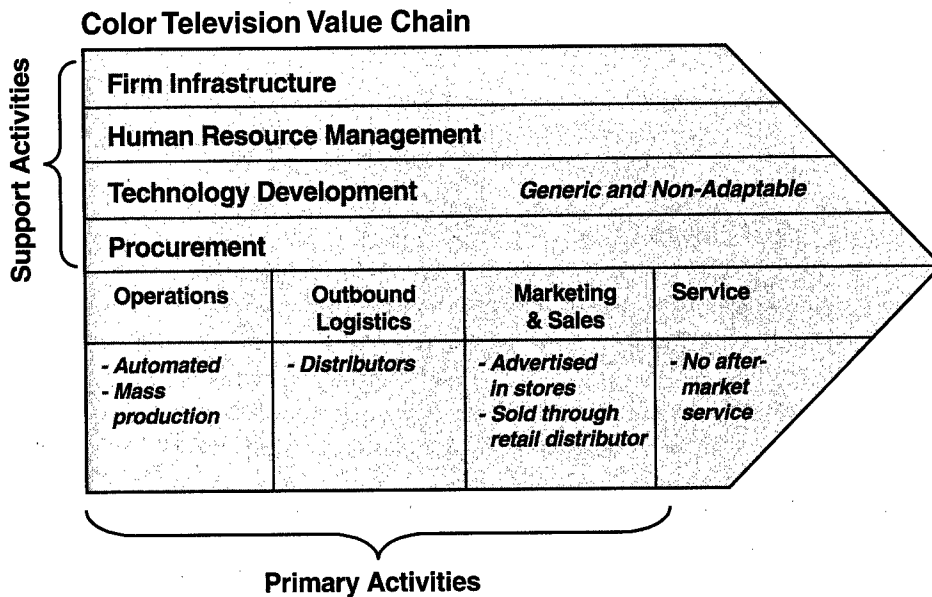 Color Television Value Chain
Support Activities
Firm Infrastructure
Human Resource Management
Technology Development Generic and Non-Adaptable
Procurement
Operations
Outbound
Logistics
Marketing
& Sales
Service
- Automated
- Mass
production
- Distributors
- Advertised
in stores
- Sold through
retail distributor
- No after-
market
service
Primary Activities